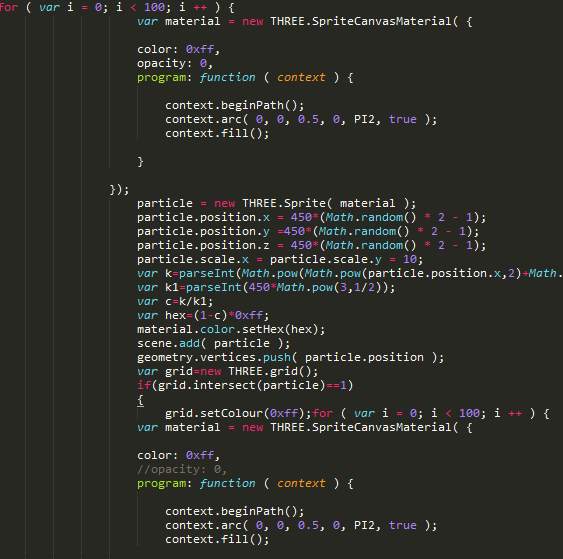 for ( var i = 0; i < 100; i ++ ) {
var material = new THREE.SpriteCanvasMaterial( {
color: 0xff,
opacity: 0,
program: function ( context ) {
context.beginPath();
context.arc( 0, 0, 0.5, 0, PI2, true );
context.fill();
}
});
particle = new THREE.Sprite( material );
particle.position.x = 450*(Math.random() * 2 - 1);
particle.position.y =450*(Math.random() * 2 - 1);
particle.position.z = 450*(Math.random() * 2 - 1);
particle.scale.x = particle.scale.y = 10;
var k=parseInt(Math.pow(Math.pow(particle.position.x,2)+Math.
var k1=parseInt(450*Math.pow(3,1/2));
var c=k/k1;
var hex=(1-c)*0xff;
material.color.setHex(hex);
scene.add( particle );
geometry.vertices.push( particle.position );
var grid=new THREE.grid();
if(grid.intersect(particle)==1)
{
grid.setColour(0xff);for ( var i = 0; i < 100; i ++ ) {
var material = new THREE.SpriteCanvasMaterial( {
color: 0xff,
//opacity: 0,
program: function ( context ) {
context.beginPath();
context.arc( 0, 0, 0.5, 0, PI2, true );
context.fill();